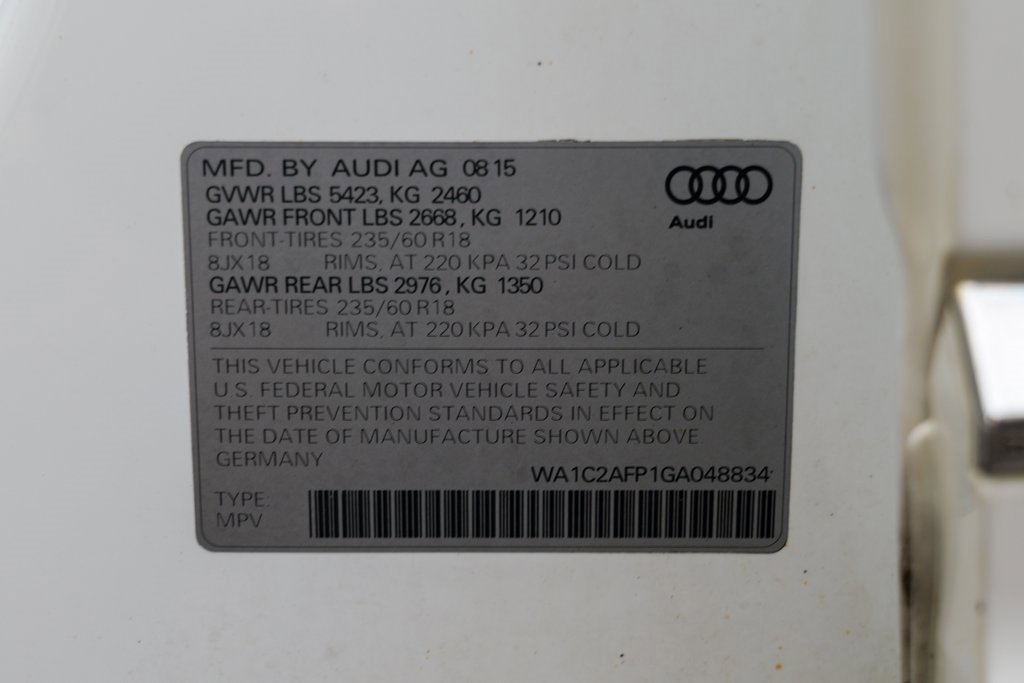 MFD. BY AUDI AG 08 15
GVWR LBS 5423, KG 2460
GAWR FRONT LBS 2668, KG 1210
FRONT-TIRES 235/60 R18
8JX18 RIMS, AT 220 KPA 32 PSI COLD
GAWR REAR LBS 2976, KG 1350
REAR-TIRES 235/60 R18
8JX18 RIMS, AT 220 KPA 32 PSI COLD
Audi
THIS VEHICLE CONFORMS TO ALL APPLICABLE
U.S. FEDERAL MOTOR VEHICLE SAFETY AND
THEFT PREVENTION STANDARDS IN EFFECT ON
THE DATE OF MANUFACTURE SHOWN ABOVE
GERMANY
WA1C2AFP1GA048834
TYPE:
MPV